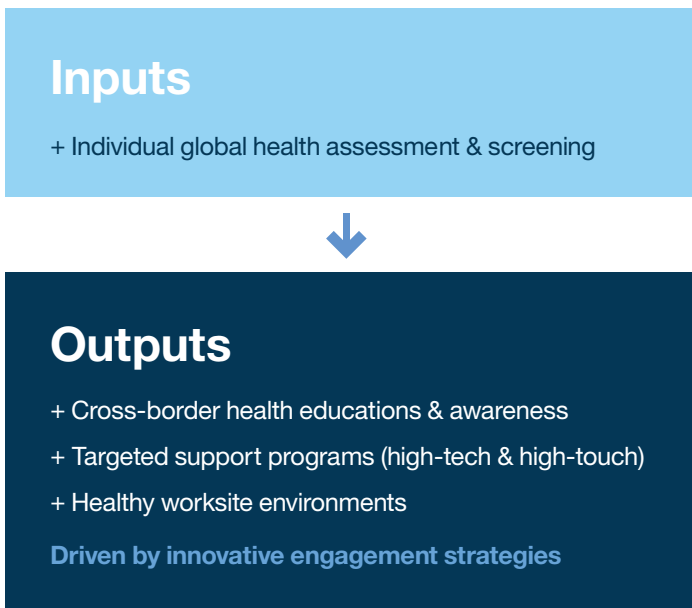 Inputs
+ Individual global health assessment & screening
Outputs
+ Cross-border health educations & awareness
+ Targeted support programs (high-tech & high-touch)
+ Healthy worksite environments
Driven by innovative engagement strategies